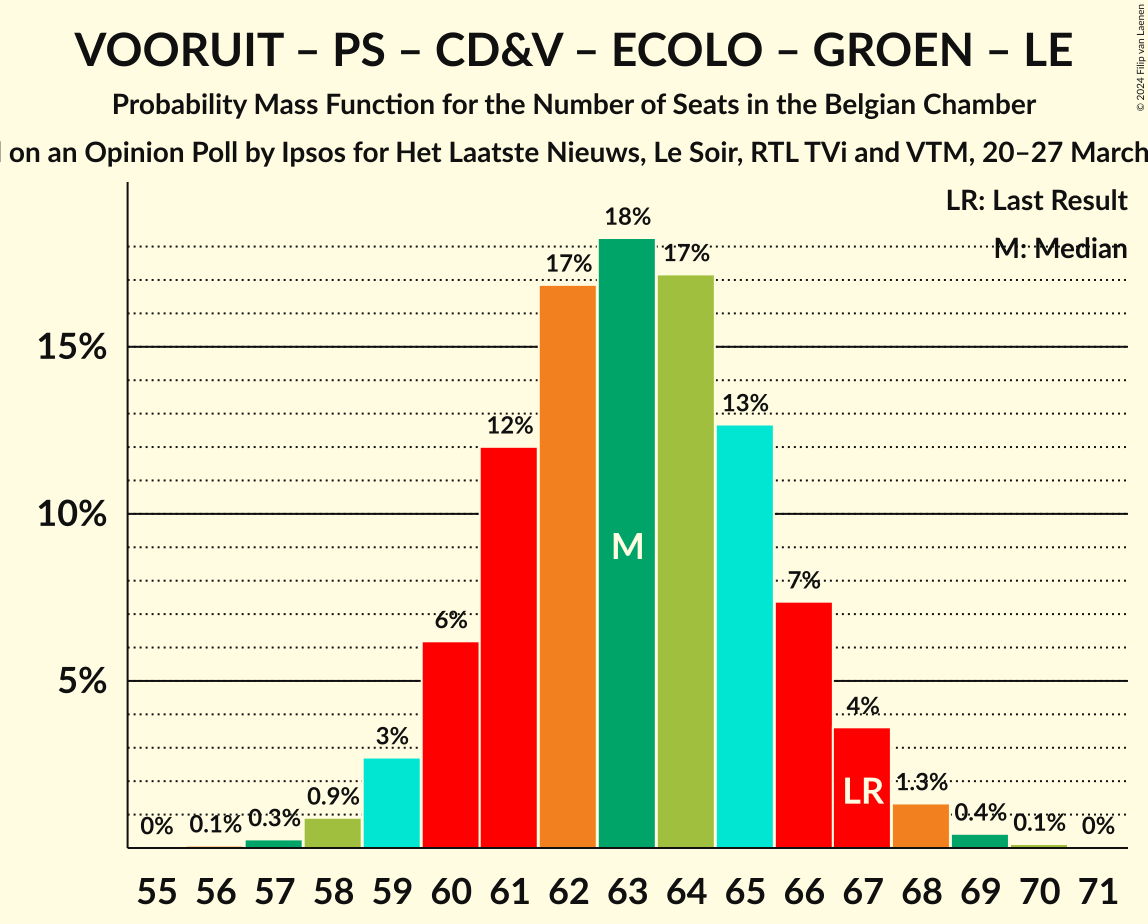 VOORUIT – PS – CD&V – ECOLO – GROEN – LE
Probability Mass Function for the Number of Seats in the Belgian Chamber
on an Opinion Poll by Ipsos for Het Laatste Nieuws, Le Soir, RTL TVi and VTM, 20–27 March
© 2024 Filip van Laenen
LR: Last Result
M: Median
18%
17%
17%
15%
13%
12%
10%
M
7%
6%
5%
4%
3%
LR
1.3%
0.9%
0.4%
0.3%
0.1%
0.1%
0%
0%
55 56 57 58 59 60 61 62 63 64 65 66 67 68 69 70 71